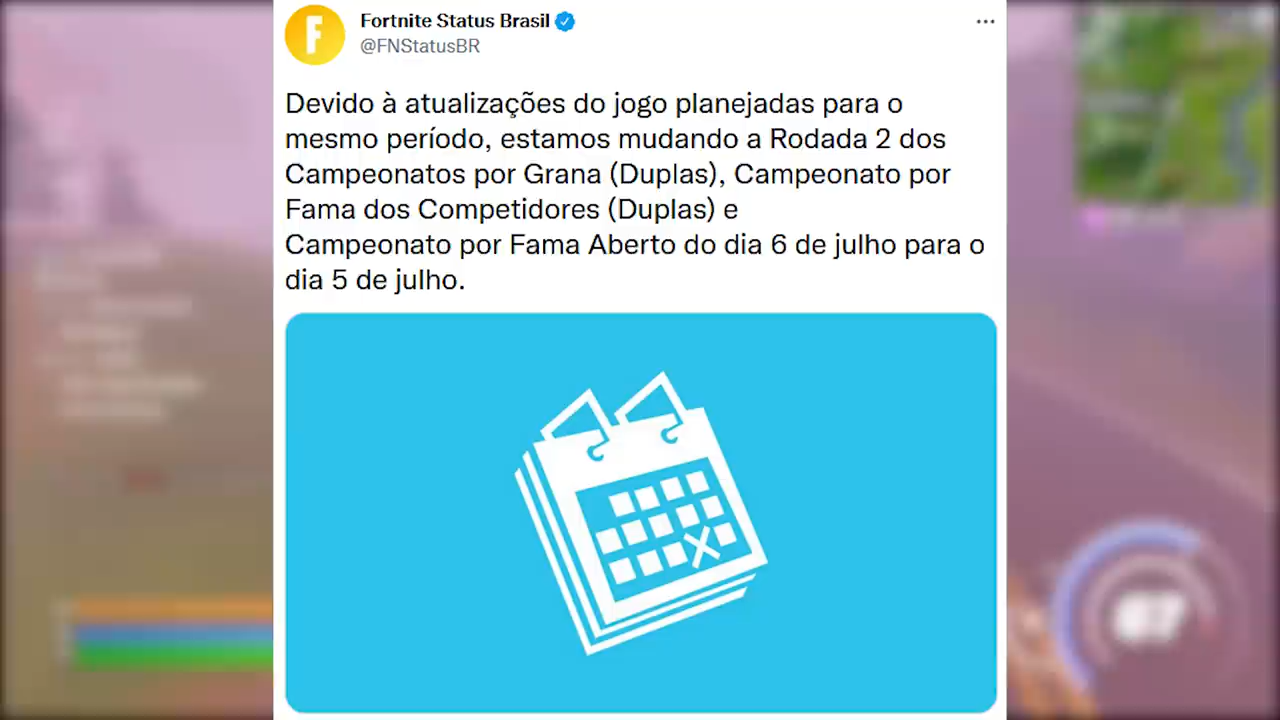 Fortnite Status Brasil
@FNStatusBR
Devido à atualizações do jogo planejadas para o
mesmo período, estamos mudando a Rodada 2 dos
Campeonatos por Grana (Duplas), Campeonato por
Fama dos Competidores (Duplas) e
Campeonato por Fama Aberto do dia 6 de julho para o
dia 5 de julho.